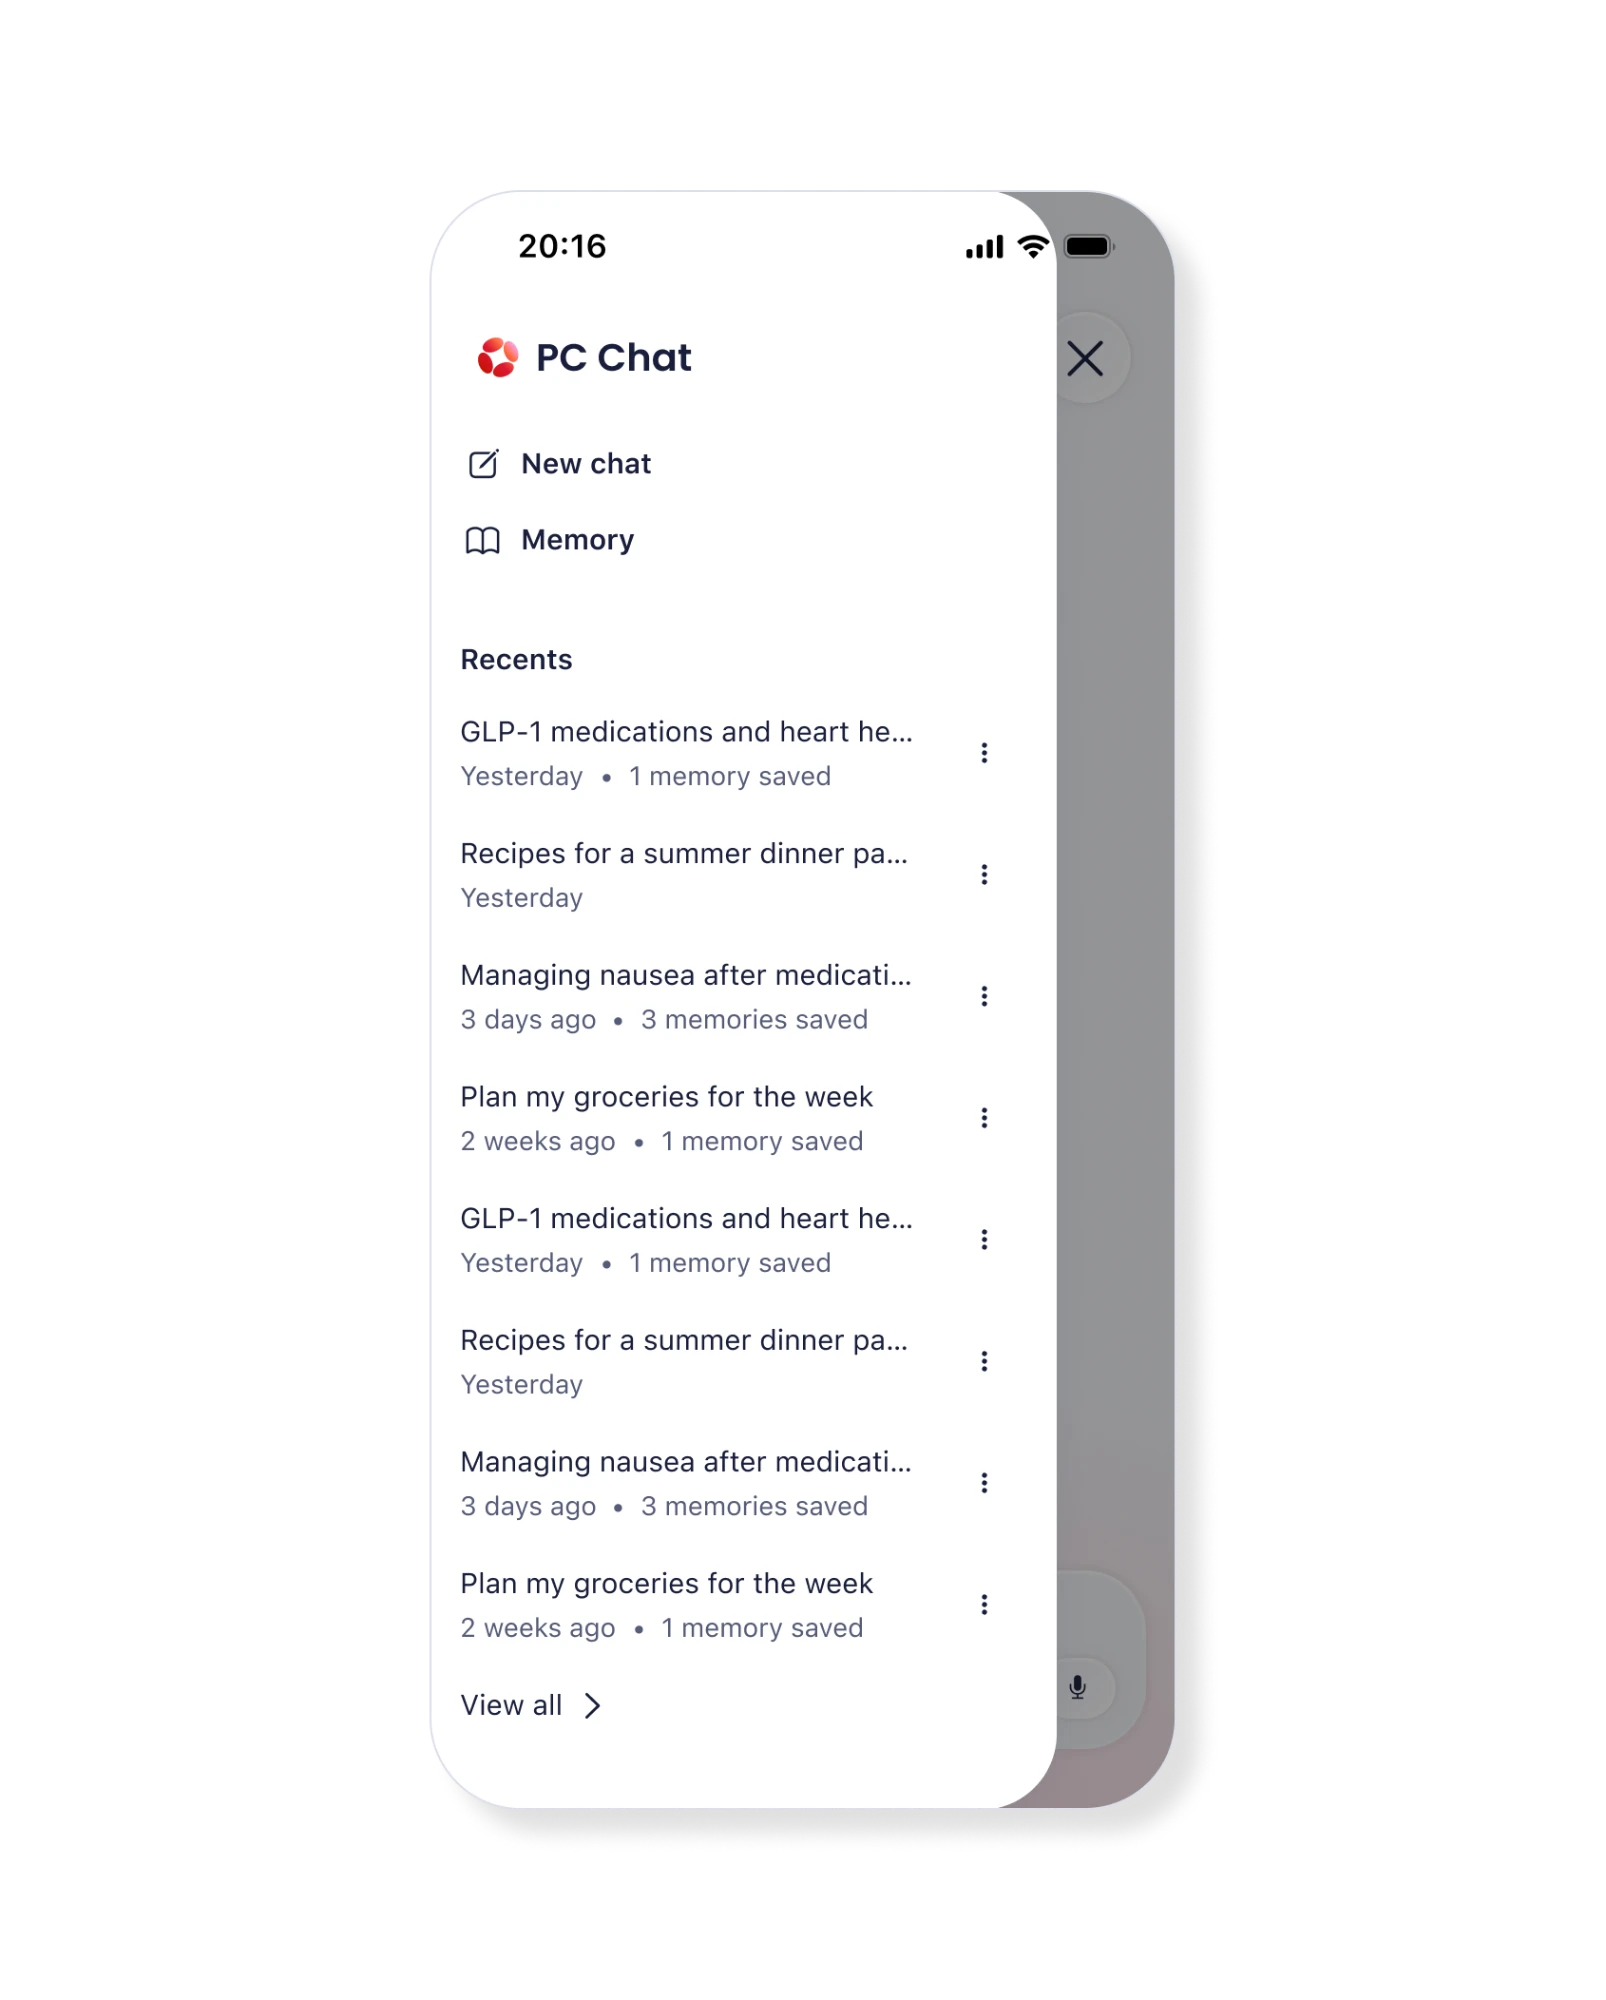 20:16
PC Chat
New chat
Memory
Recents
GLP-1 medications and heart he...
Yesterday • 1 memory saved
Recipes for a summer dinner pa...
Yesterday
Managing nausea after medicati...
3 days ago • 3 memories saved
Plan my groceries for the week
2 weeks ago • 1 memory saved
GLP-1 medications and heart he...
Yesterday • 1 memory saved
Recipes for a summer dinner pa...
Yesterday
Managing nausea after medicati...
3 days ago • 3 memories saved
Plan my groceries for the week
2 weeks ago • 1 memory saved
View all